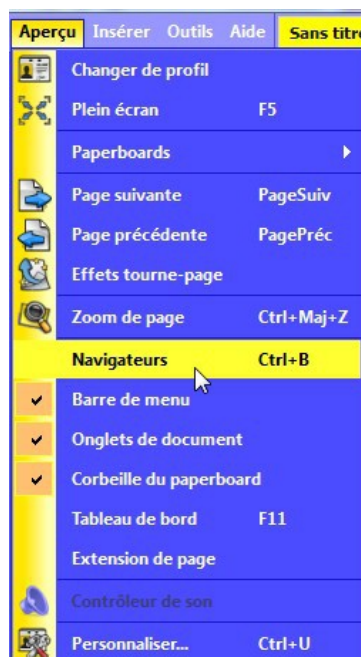 Aperçu Insérer Outils Aide Sans titre
Changer de profil
Plein écran F5
Paperboards
Page suivante PageSuiv
Page précédente PagePréc
Effets tourne-page
Zoom de page Ctrl+Maj+Z
Navigateurs Ctrl+B
Barre de menu
Onglets de document
Corbeille du paperboard
Tableau de bord F11
Extension de page
Contrôleur de son
Personnaliser... Ctrl+U